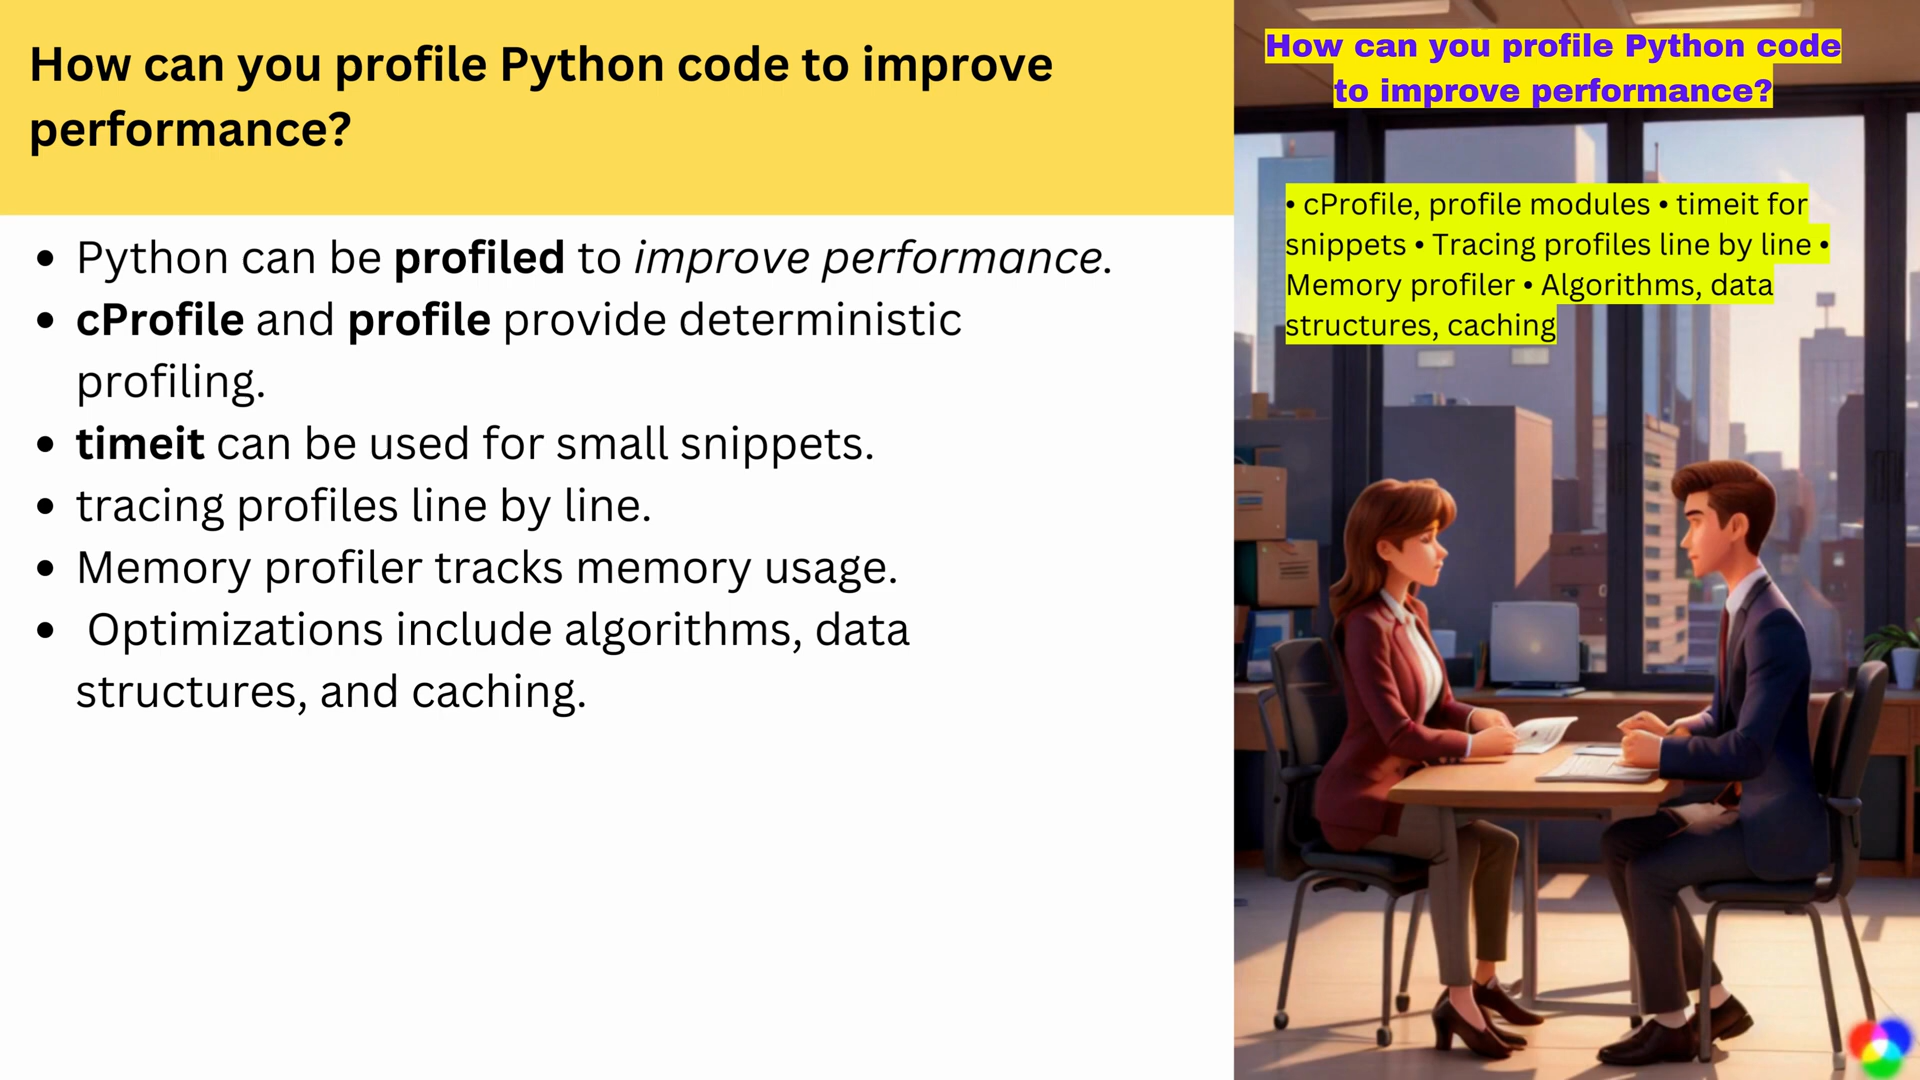 How can you profile Python code to improve
performance?
• Python can be profiled to improve performance.
• cProfile and profile provide deterministic
profiling.
• timeit can be used for small snippets.
• tracing profiles line by line.
• Memory profiler tracks memory usage.
• Optimizations include algorithms, data
structures, and caching.
How can you profile Python code
to improve performance?
• cProfile, profile modules • timeit for
snippets • Tracing profiles line by line •
Memory profiler • Algorithms, data
structures, caching